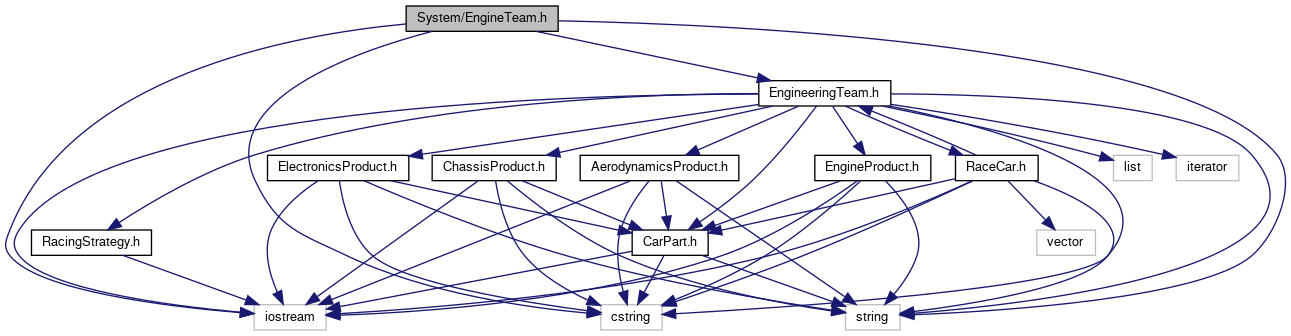 System/EngineTeam.h
EngineeringTeam.h
ElectronicsProduct.h
ChassisProduct.h
AerodynamicsProduct.h
EngineProduct.h
RaceCar.h
list
iterator
RacingStrategy.h
CarPart.h
vector
iostream
cstring
string